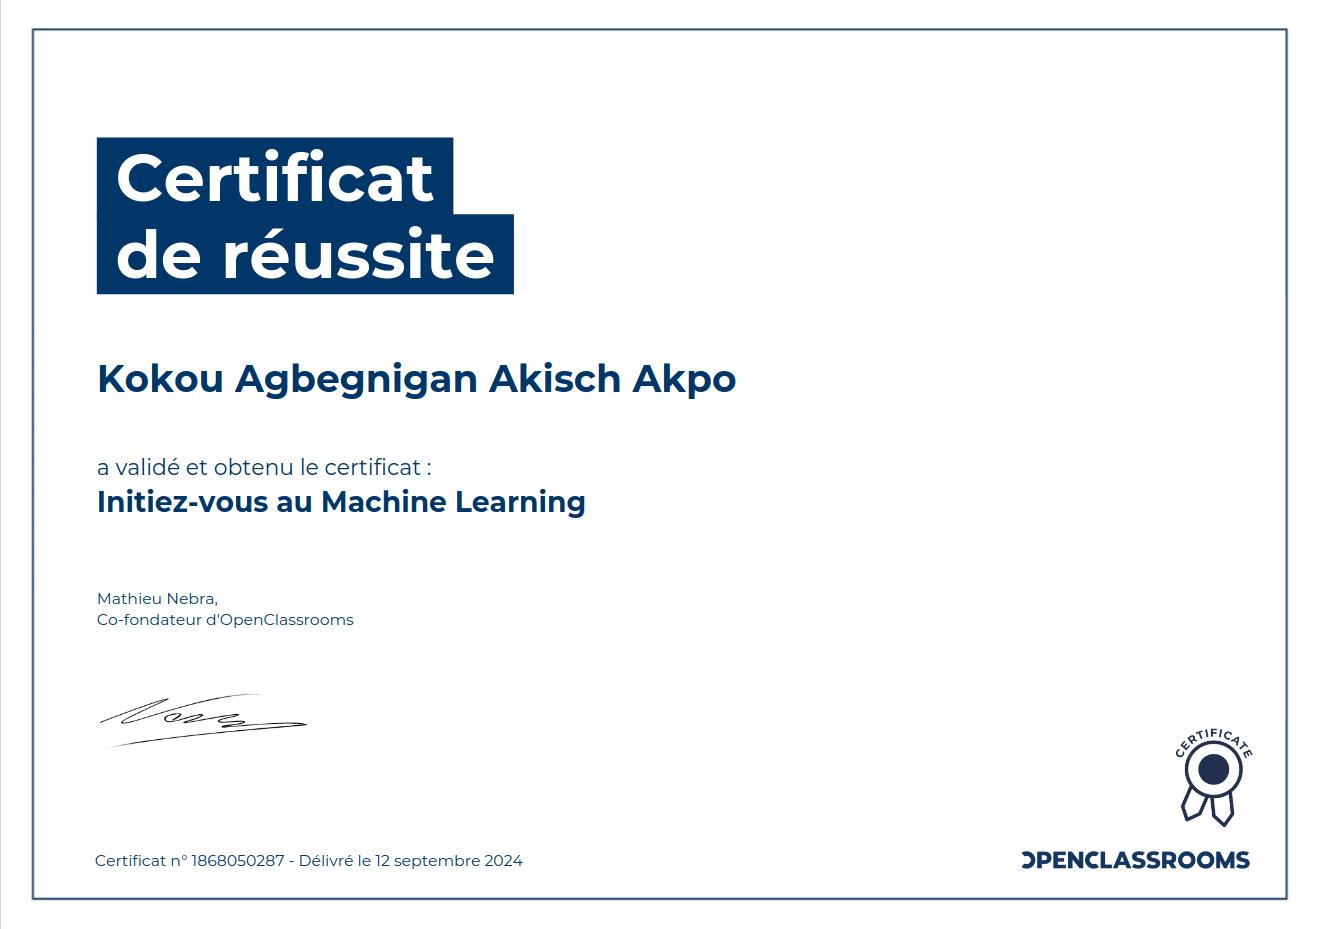 Certificat
de réussite
Kokou Agbegnigan Akisch Akpo
a validé et obtenu le certificat :
Initiez-vous au Machine Learning
Mathieu Nebra,
Co-fondateur d'OpenClassrooms
CERTIFICATE
Certificat n° 1868050287 - Délivré le 12 septembre 2024
OPENCLASSROOMS